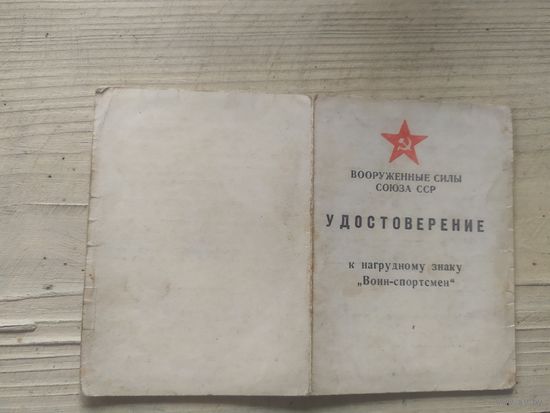 ВООРУЖЕННЫЕ СИЛЫ
СОЮЗА ССР
УДОСТОВЕРЕНИЕ
к нагрудному знаку
„Воин-спортсмен“